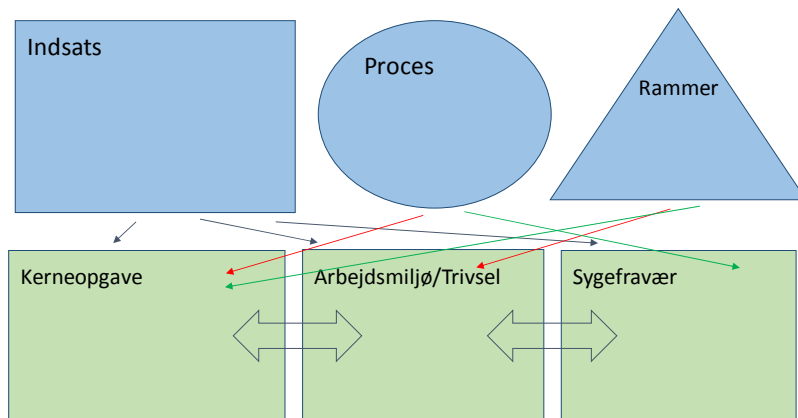 Indsats
Proces
Rammer
Kerneopgave
Arbejdsmiljø/Trivsel
Sygefravær